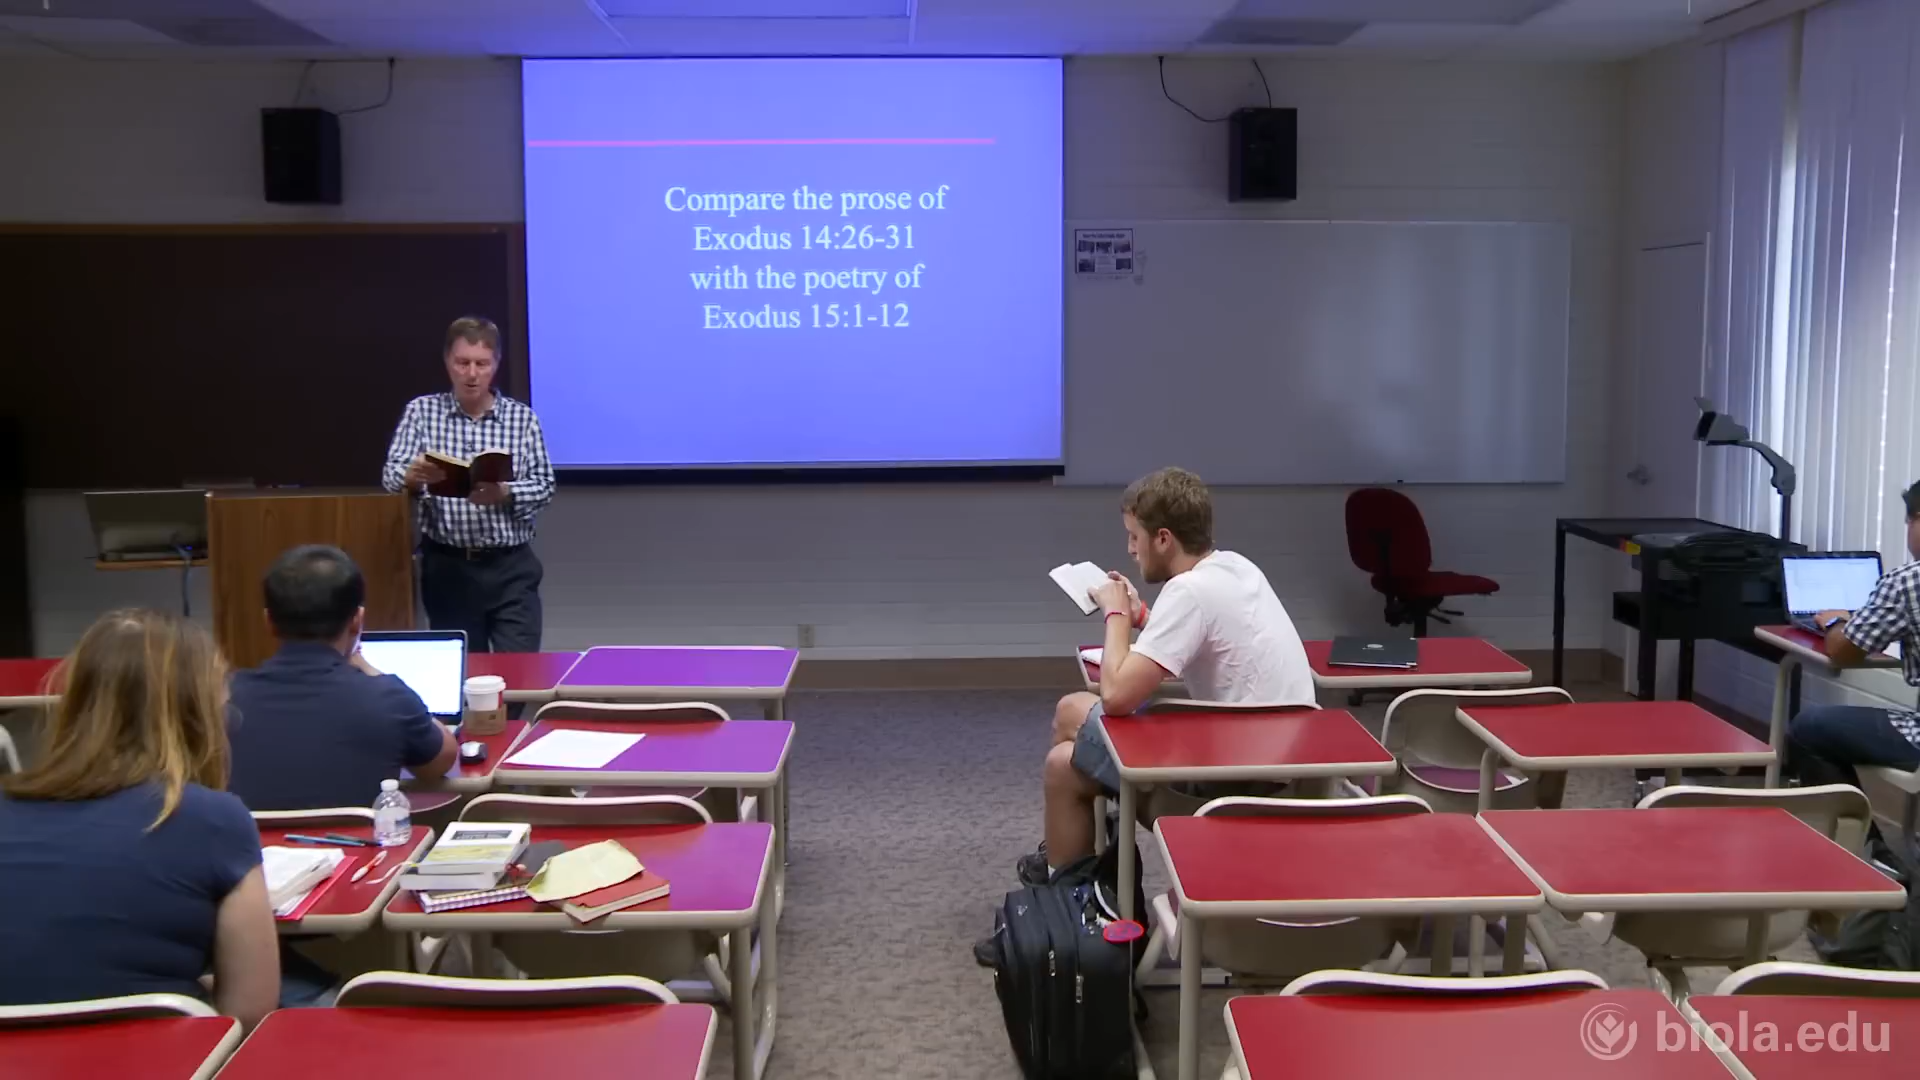 Compare the prose of
Exodus 14:26-31
with the poetry of
Exodus 15:1-12
biola.edu